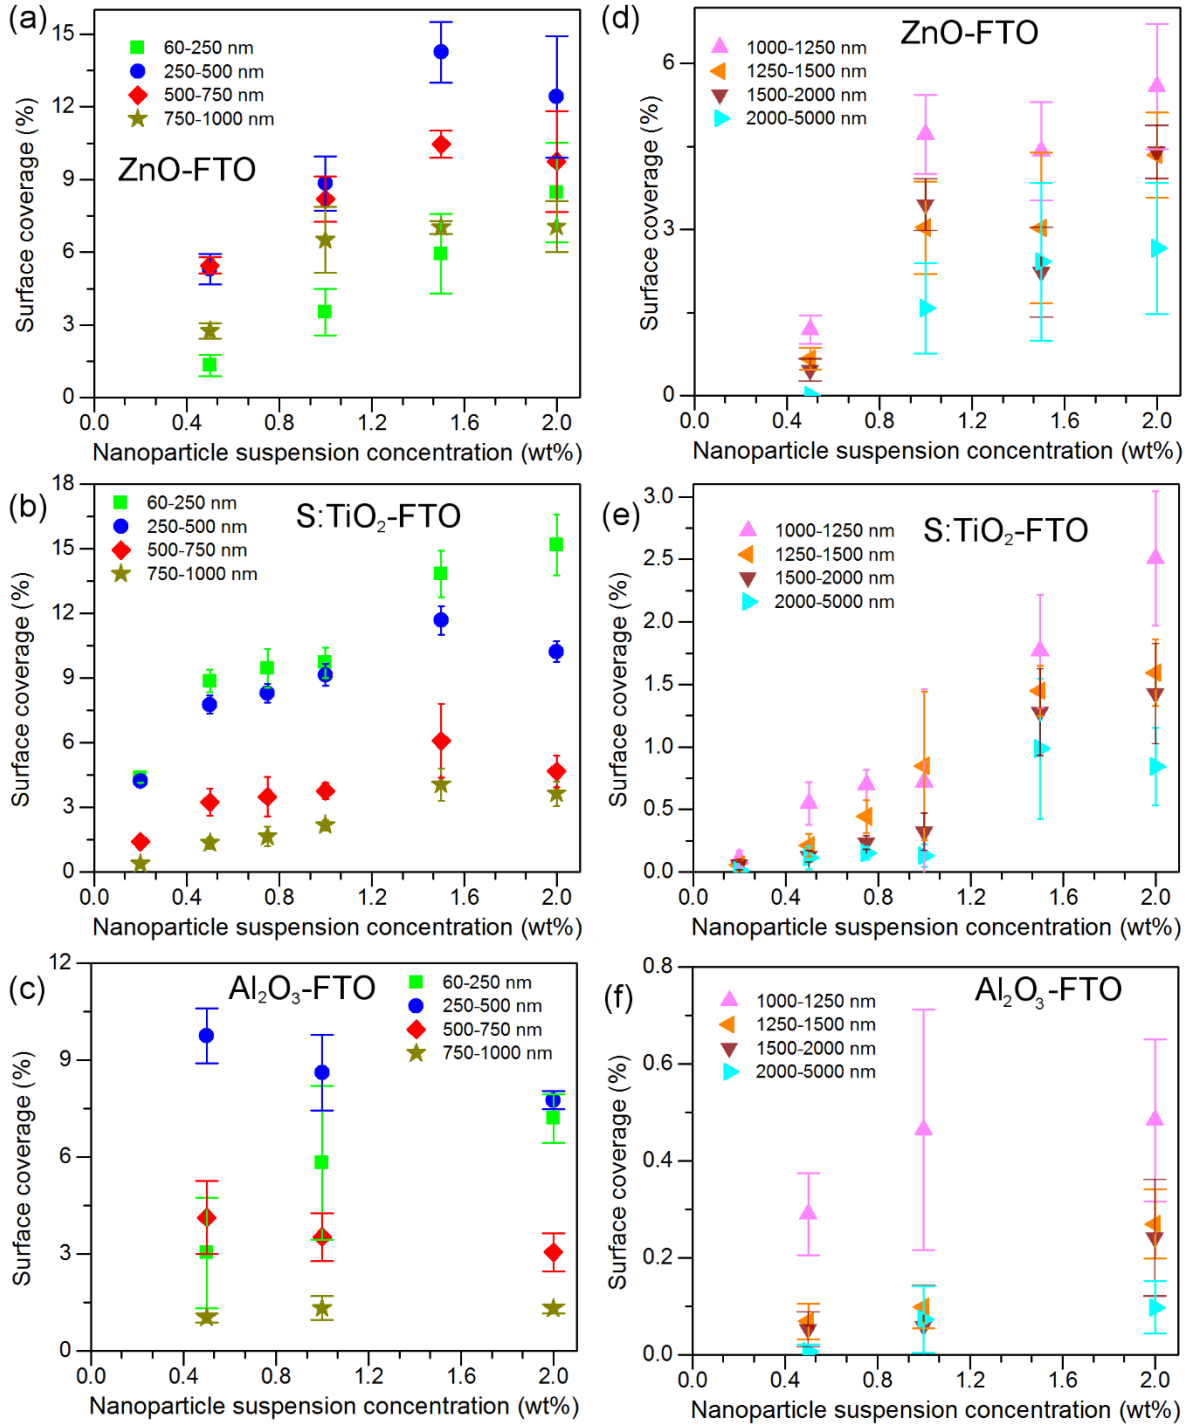 (a)
15
12
9
6
3
0
Surface coverage (%)
60-250 nm
250-500 nm
500-750 nm
750-1000 nm
ZnO-FTO
0.0 0.4 0.8 1.2 1.6 2.0
Nanoparticle suspension concentration (wt%)
(d)
6
3
0
Surface coverage (%)
ZnO-FTO
1000-1250 nm
1250-1500 nm
1500-2000 nm
2000-5000 nm
0.0 0.4 0.8 1.2 1.6 2.0
Nanoparticle suspension concentration (wt%)
(b)
18
15
12
9
6
3
0
Surface coverage (%)
60-250 nm
250-500 nm
500-750 nm
750-1000 nm
S:TiO₂-FTO
0.0 0.4 0.8 1.2 1.6 2.0
Nanoparticle suspension concentration (wt%)
(e)
3.0
2.5
2.0
1.5
1.0
0.5
0.0
Surface coverage (%)
1000-1250 nm
1250-1500 nm
1500-2000 nm
2000-5000 nm
S:TiO₂-FTO
0.0 0.4 0.8 1.2 1.6 2.0
Nanoparticle suspension concentration (wt%)
(c)
12
9
6
3
0
Surface coverage (%)
Al₂O₃-FTO
60-250 nm
250-500 nm
500-750 nm
750-1000 nm
0.0 0.4 0.8 1.2 1.6 2.0
Nanoparticle suspension concentration (wt%)
(f)
0.8
0.6
0.4
0.2
0.0
Surface coverage (%)
1000-1250 nm
1250-1500 nm
1500-2000 nm
2000-5000 nm
Al₂O₃-FTO
0.0 0.4 0.8 1.2 1.6 2.0
Nanoparticle suspension concentration (wt%)